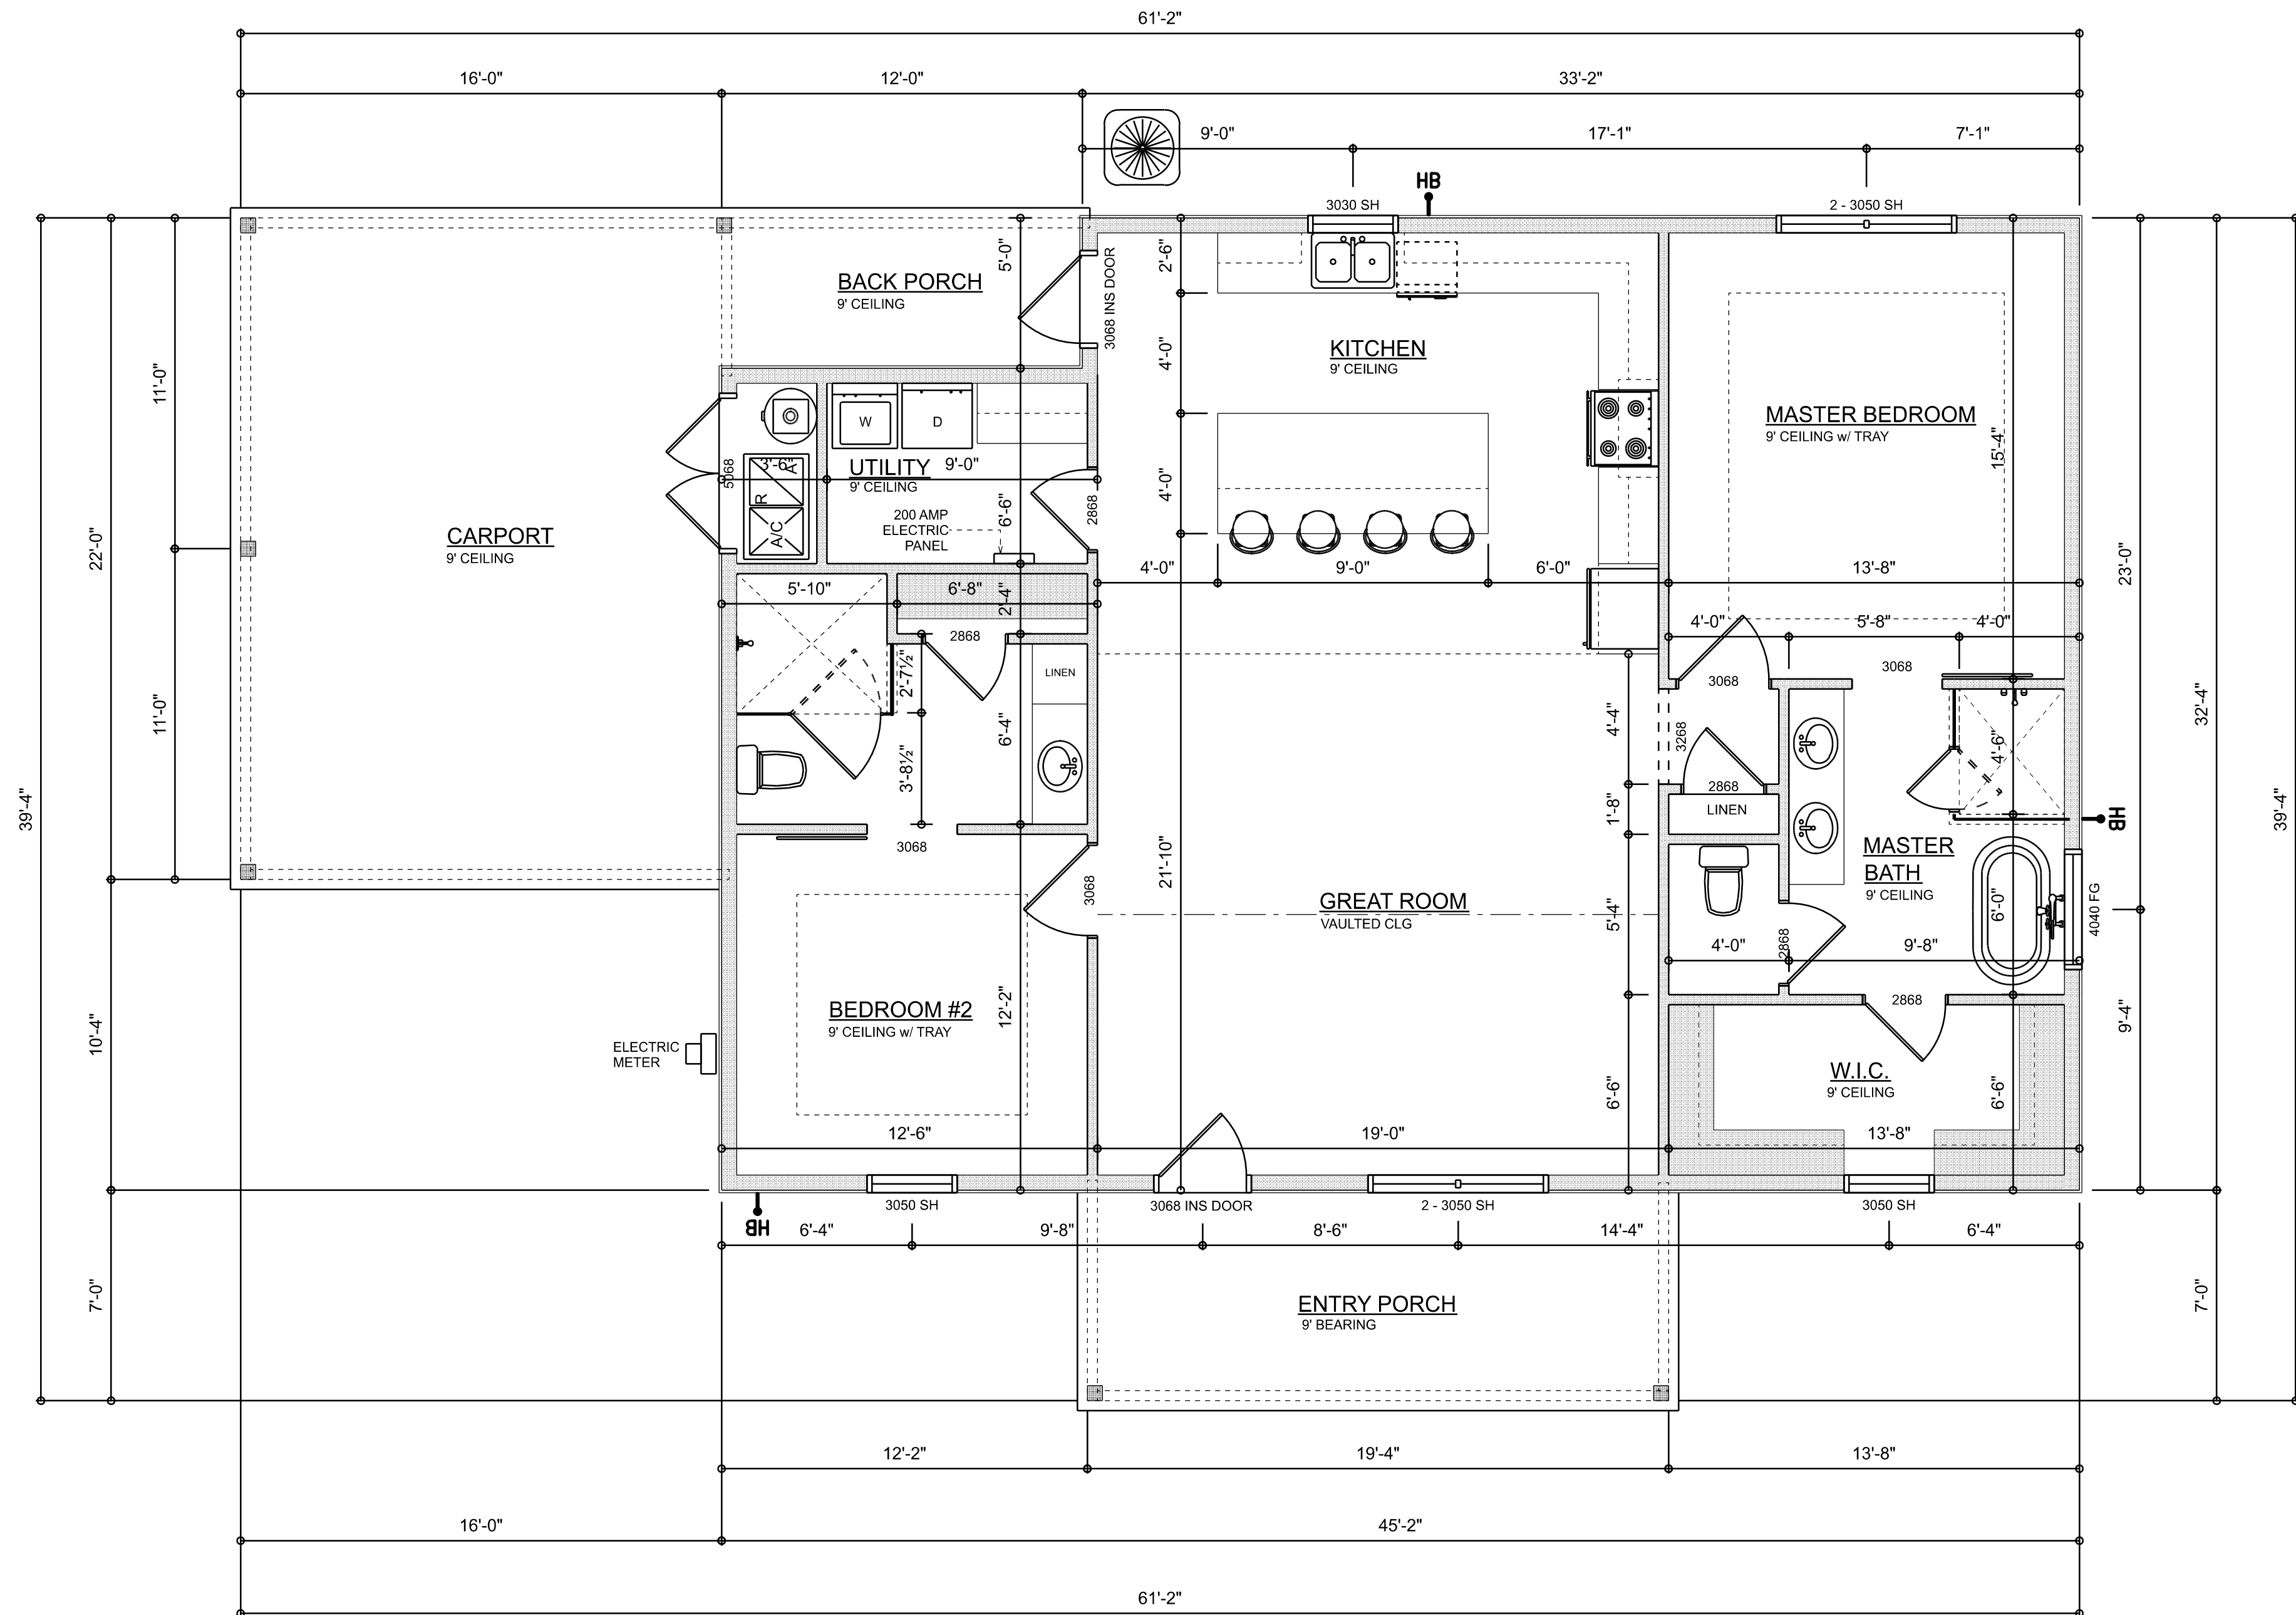 61'-2"
16'-0"
12'-0"
33'-2"
9'-0"
17'-1"
7'-1"
HB
3030 SH
2 - 3050 SH
BACK PORCH
9' CEILING
5'-0"
3068 INS DOOR
2'-6"
KITCHEN
9' CEILING
4'-0"
MASTER BEDROOM
9' CEILING w/ TRAY
15'-4"
11'-0"
22'-0"
39'-4"
11'-0"
CARPORT
9' CEILING
5068
3'-6"
A
R
A/C
W
D
UTILITY
9' CEILING
9'-0"
200 AMP
ELECTRIC
PANEL
6'-6"
2868
4'-0"
4'-0"
9'-0"
6'-0"
13'-8"
23'-0"
32'-4"
39'-4"
5'-10"
6'-8"
2'-4"
2868
2'-7½"
LINEN
6'-4"
3'-8½"
3068
4'-0"
5'-8"
4'-0"
3068
3068
4'-4"
3268
2868
LINEN
1'-8"
4'-6"
HB
MASTER
BATH
9' CEILING
6'-0"
4040 FG
3068
21'-10"
GREAT ROOM
VAULTED CLG
5'-4"
4'-0"
2868
9'-8"
2868
9'-4"
10'-4"
ELECTRIC
METER
BEDROOM #2
9' CEILING w/ TRAY
12'-2"
W.I.C.
9' CEILING
6'-6"
6'-6"
12'-6"
19'-0"
13'-8"
HB
3050 SH
3068 INS DOOR
2 - 3050 SH
3050 SH
6'-4"
9'-8"
8'-6"
14'-4"
6'-4"
7'-0"
ENTRY PORCH
9' BEARING
7'-0"
12'-2"
19'-4"
13'-8"
16'-0"
45'-2"
61'-2"